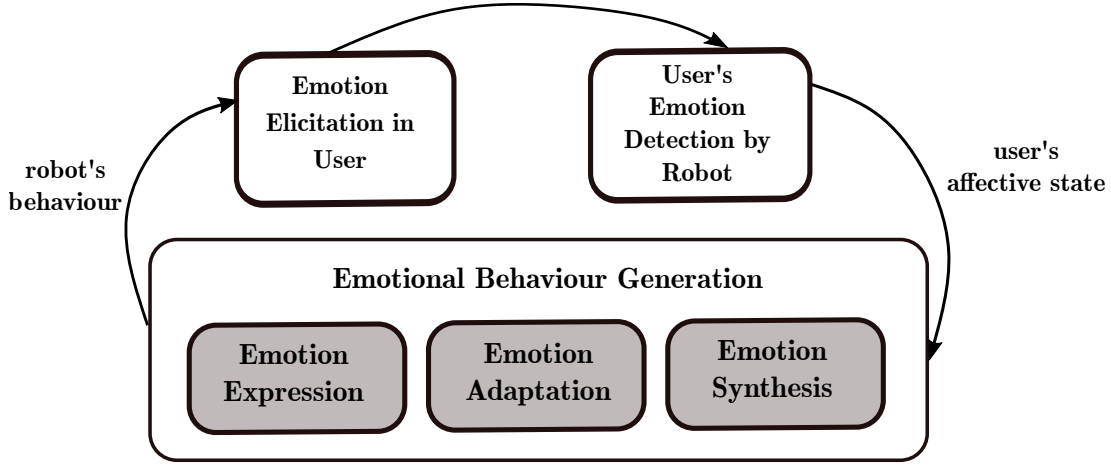 Emotion
Elicitation in
User
User's
Emotion
Detection by
Robot
robot's
behaviour
user's
affective state
Emotional Behaviour Generation
Emotion
Expression
Emotion
Adaptation
Emotion
Synthesis